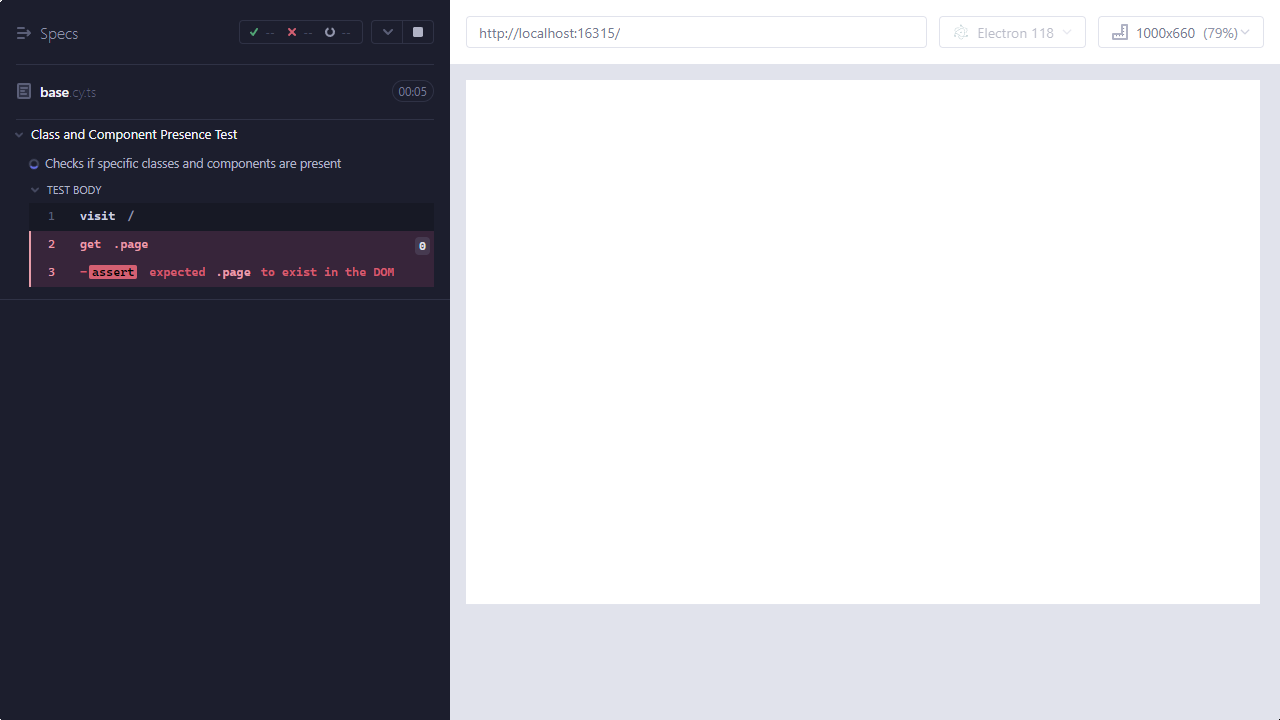 Specs
--
--
--
base.cy.ts
00:05
Class and Component Presence Test
Checks if specific classes and components are present
TEST BODY
1 visit /
2 get .page 0
3 -assert expected .page to exist in the DOM
http://localhost:16315/
Electron 118
1000x660 (79%)